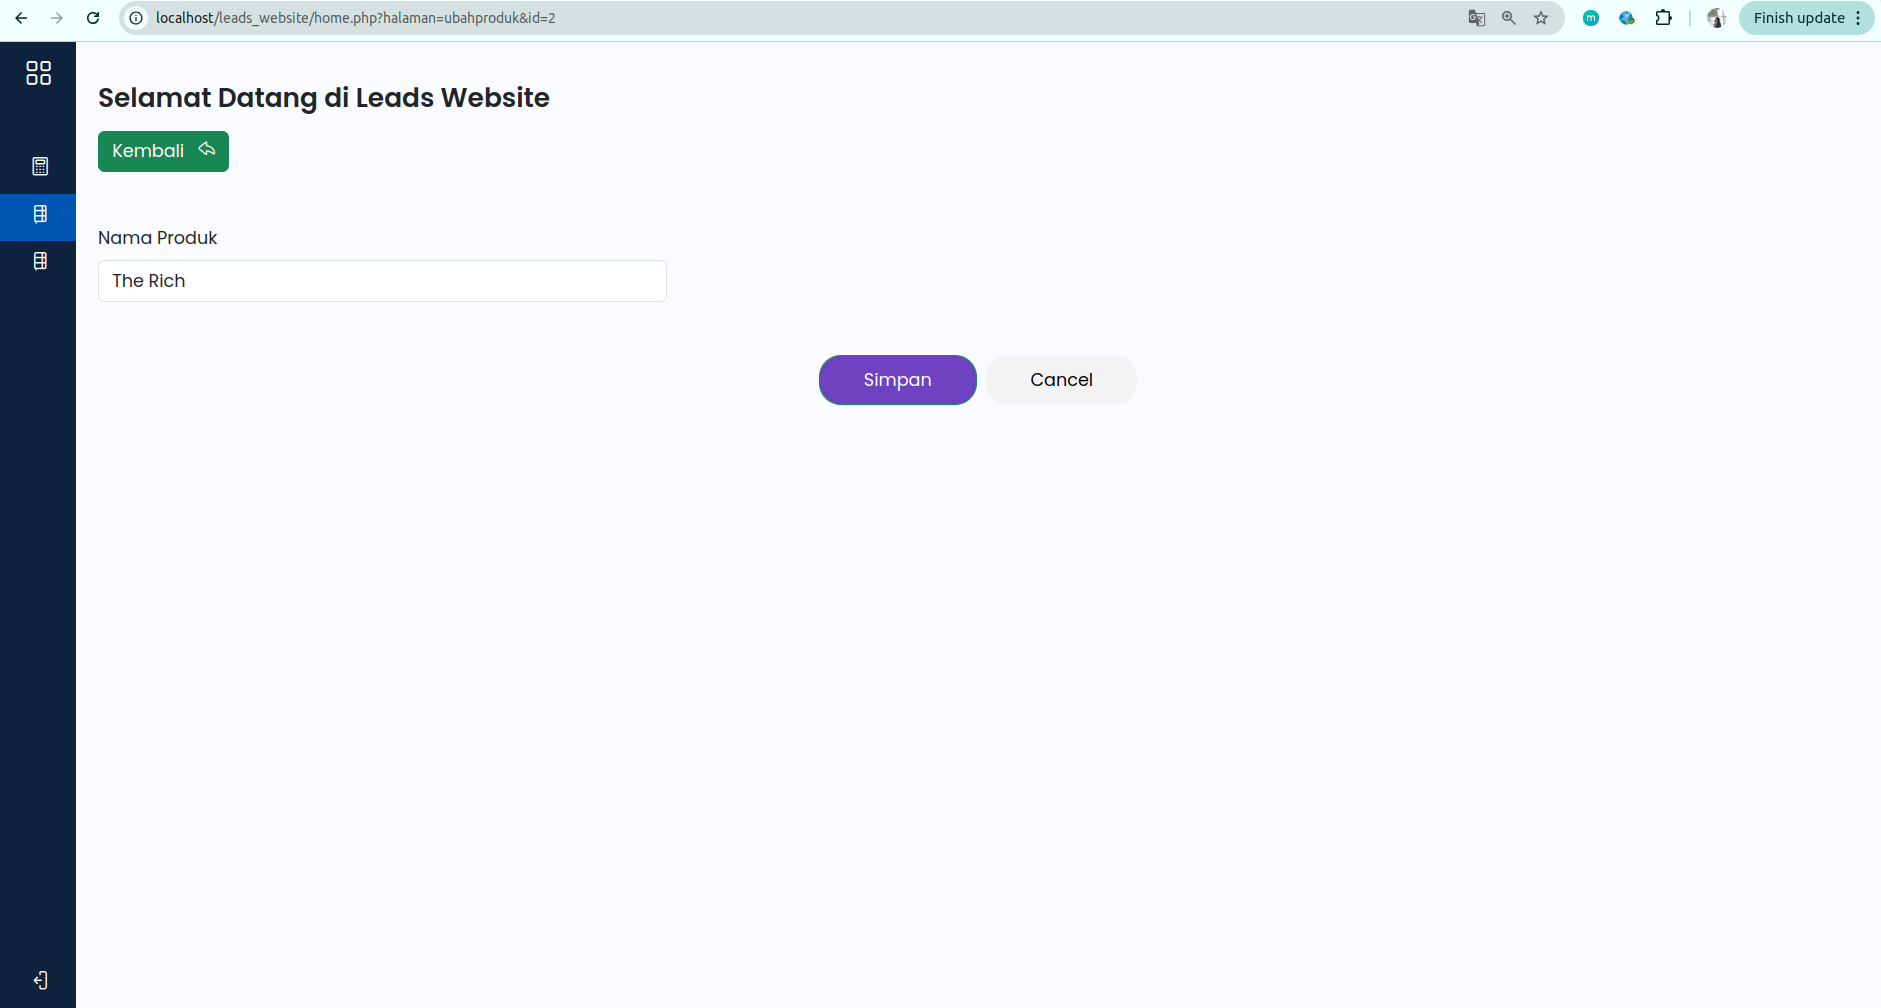 localhost/leads_website/home.php?halaman=ubahproduk&id=2
m
Finish update
Selamat Datang di Leads Website
Kembali
Nama Produk
The Rich
Simpan
Cancel